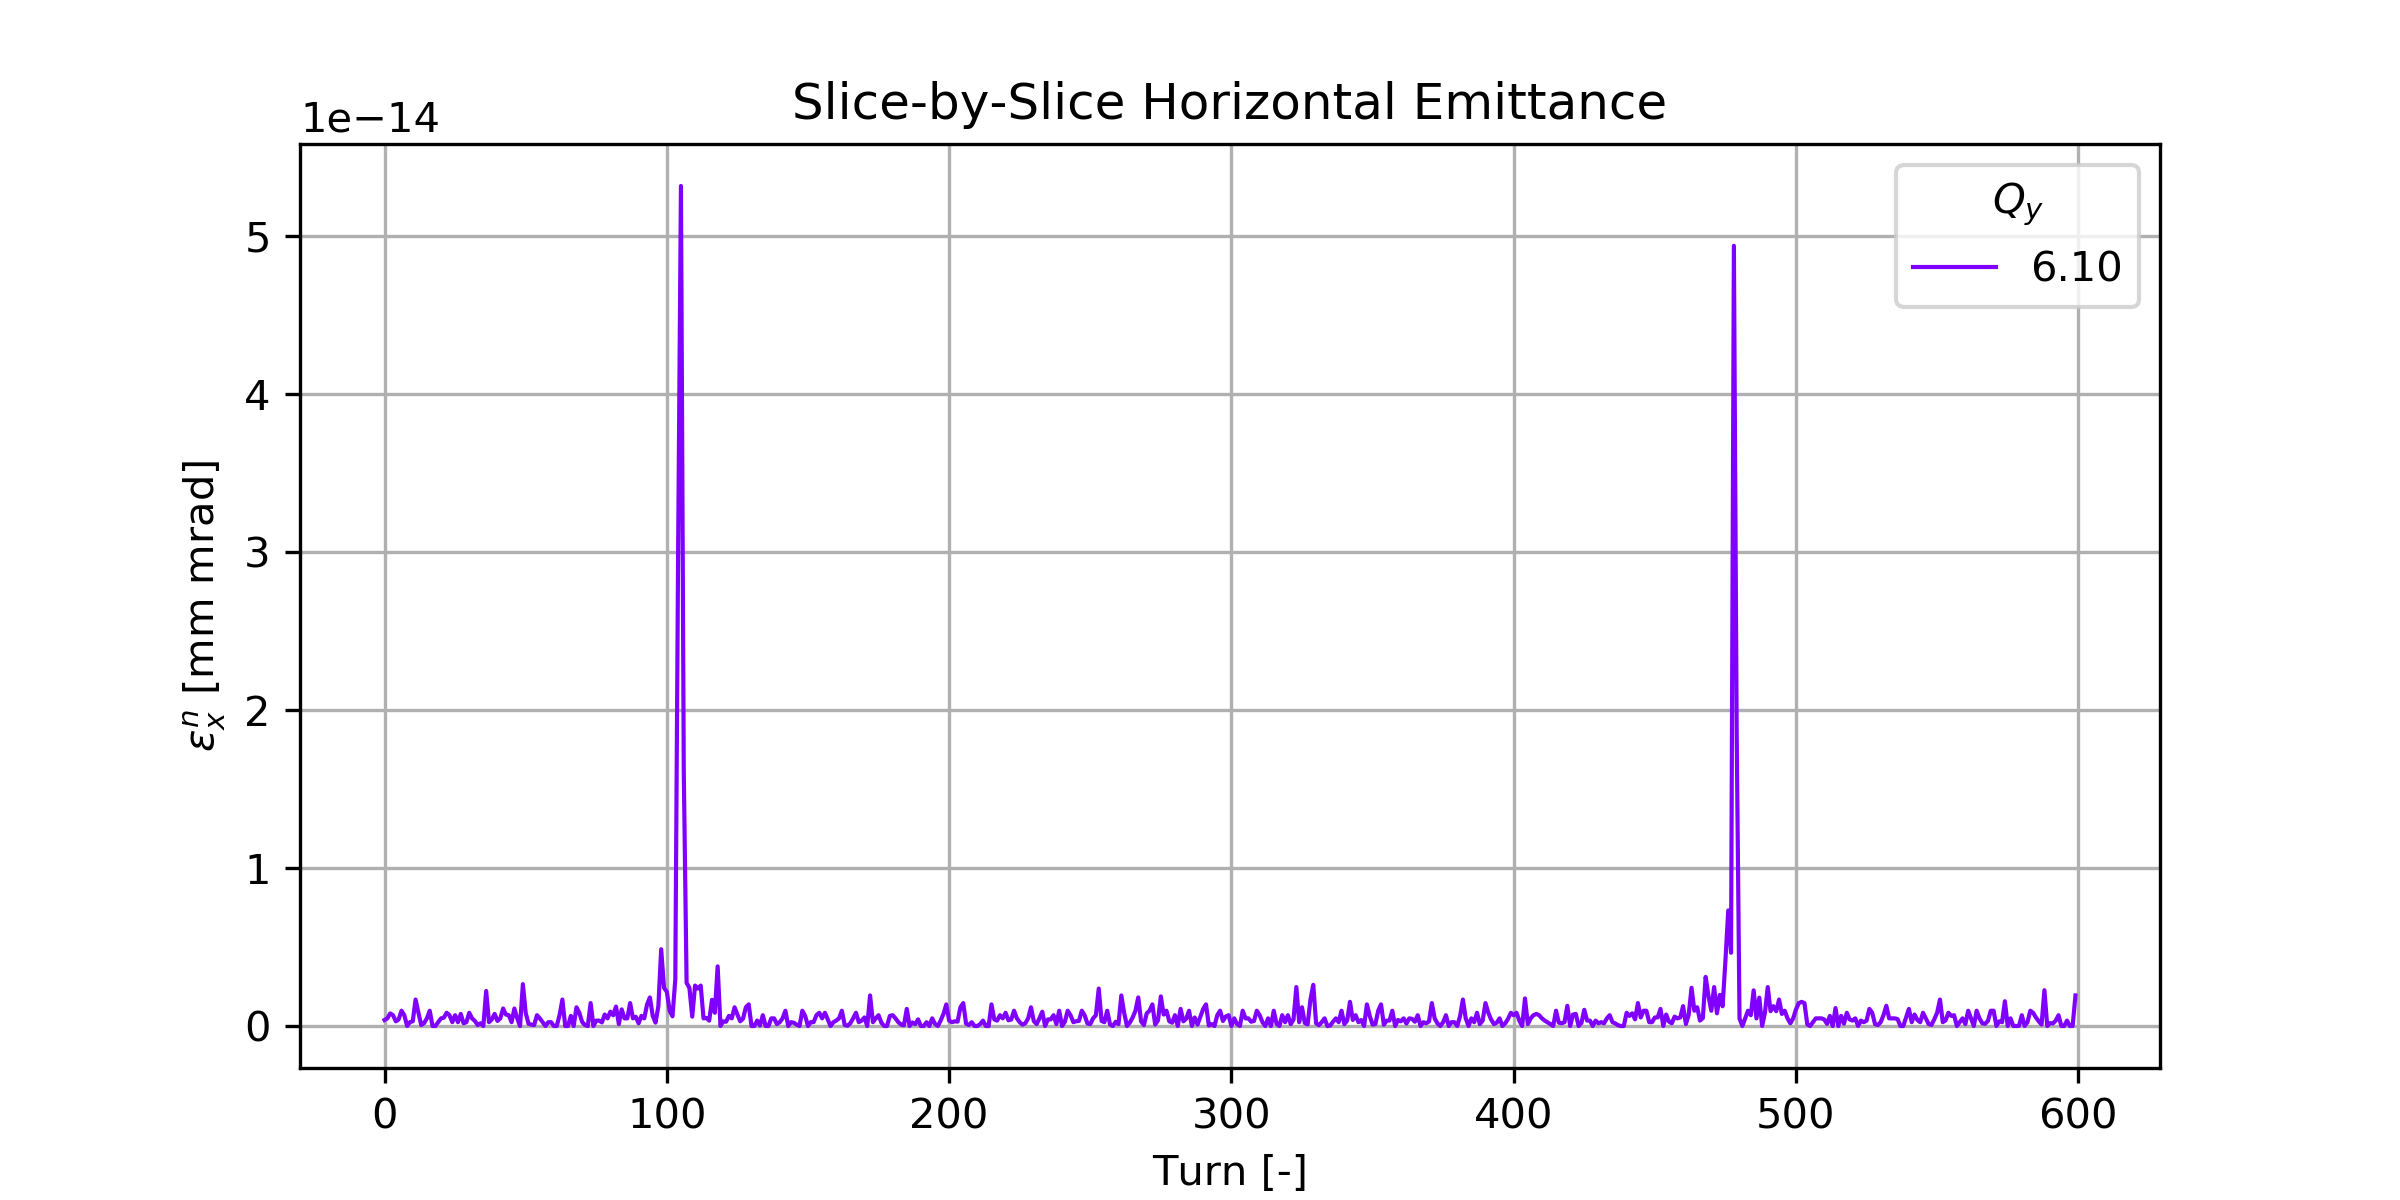 Slice-by-Slice Horizontal Emittance
1e−14
5
4
3
2
1
0
ε_x^n [mm mrad]
0 100 200 300 400 500 600
Turn [-]
Q_y
6.10